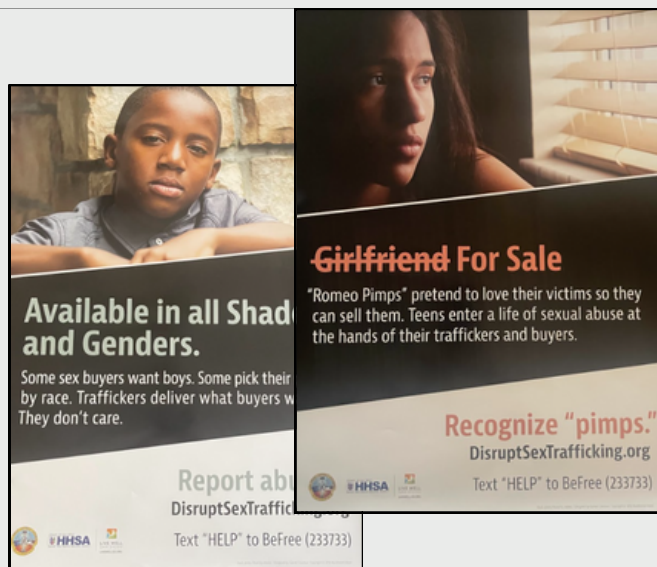 Available in all Shad
and Genders.
Some sex buyers want boys. Some pick their
by race. Traffickers deliver what buyers w
They don't care.
Report abu
DisruptSexTraffic
HHSA
Text "HELP" to BeFree (233733)
Girlfriend For Sale
"Romeo Pimps" pretend to love their victims so they
can sell them. Teens enter a life of sexual abuse at
the hands of their traffickers and buyers.
Recognize "pimps."
DisruptSexTrafficking.org
HHSA
Text "HELP" to BeFree (233733)